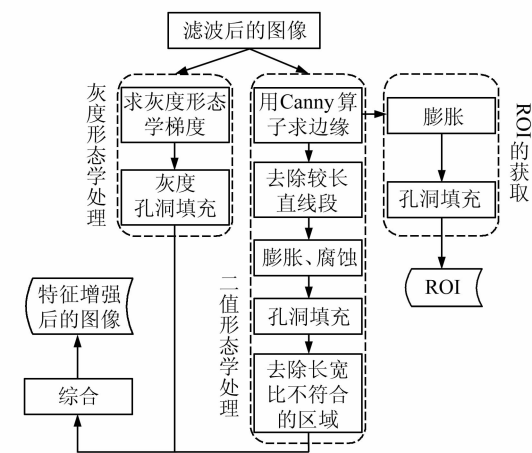 滤波后的图像
灰度形态学处理
求灰度形态
学梯度
灰度
孔洞填充
二值形态学处理
用Canny算
子求边缘
去除较长
直线段
膨胀、腐蚀
孔洞填充
去除长宽
比不符合
的区域
ROI的获取
膨胀
孔洞填充
ROI
特征增强
后的图像
综合